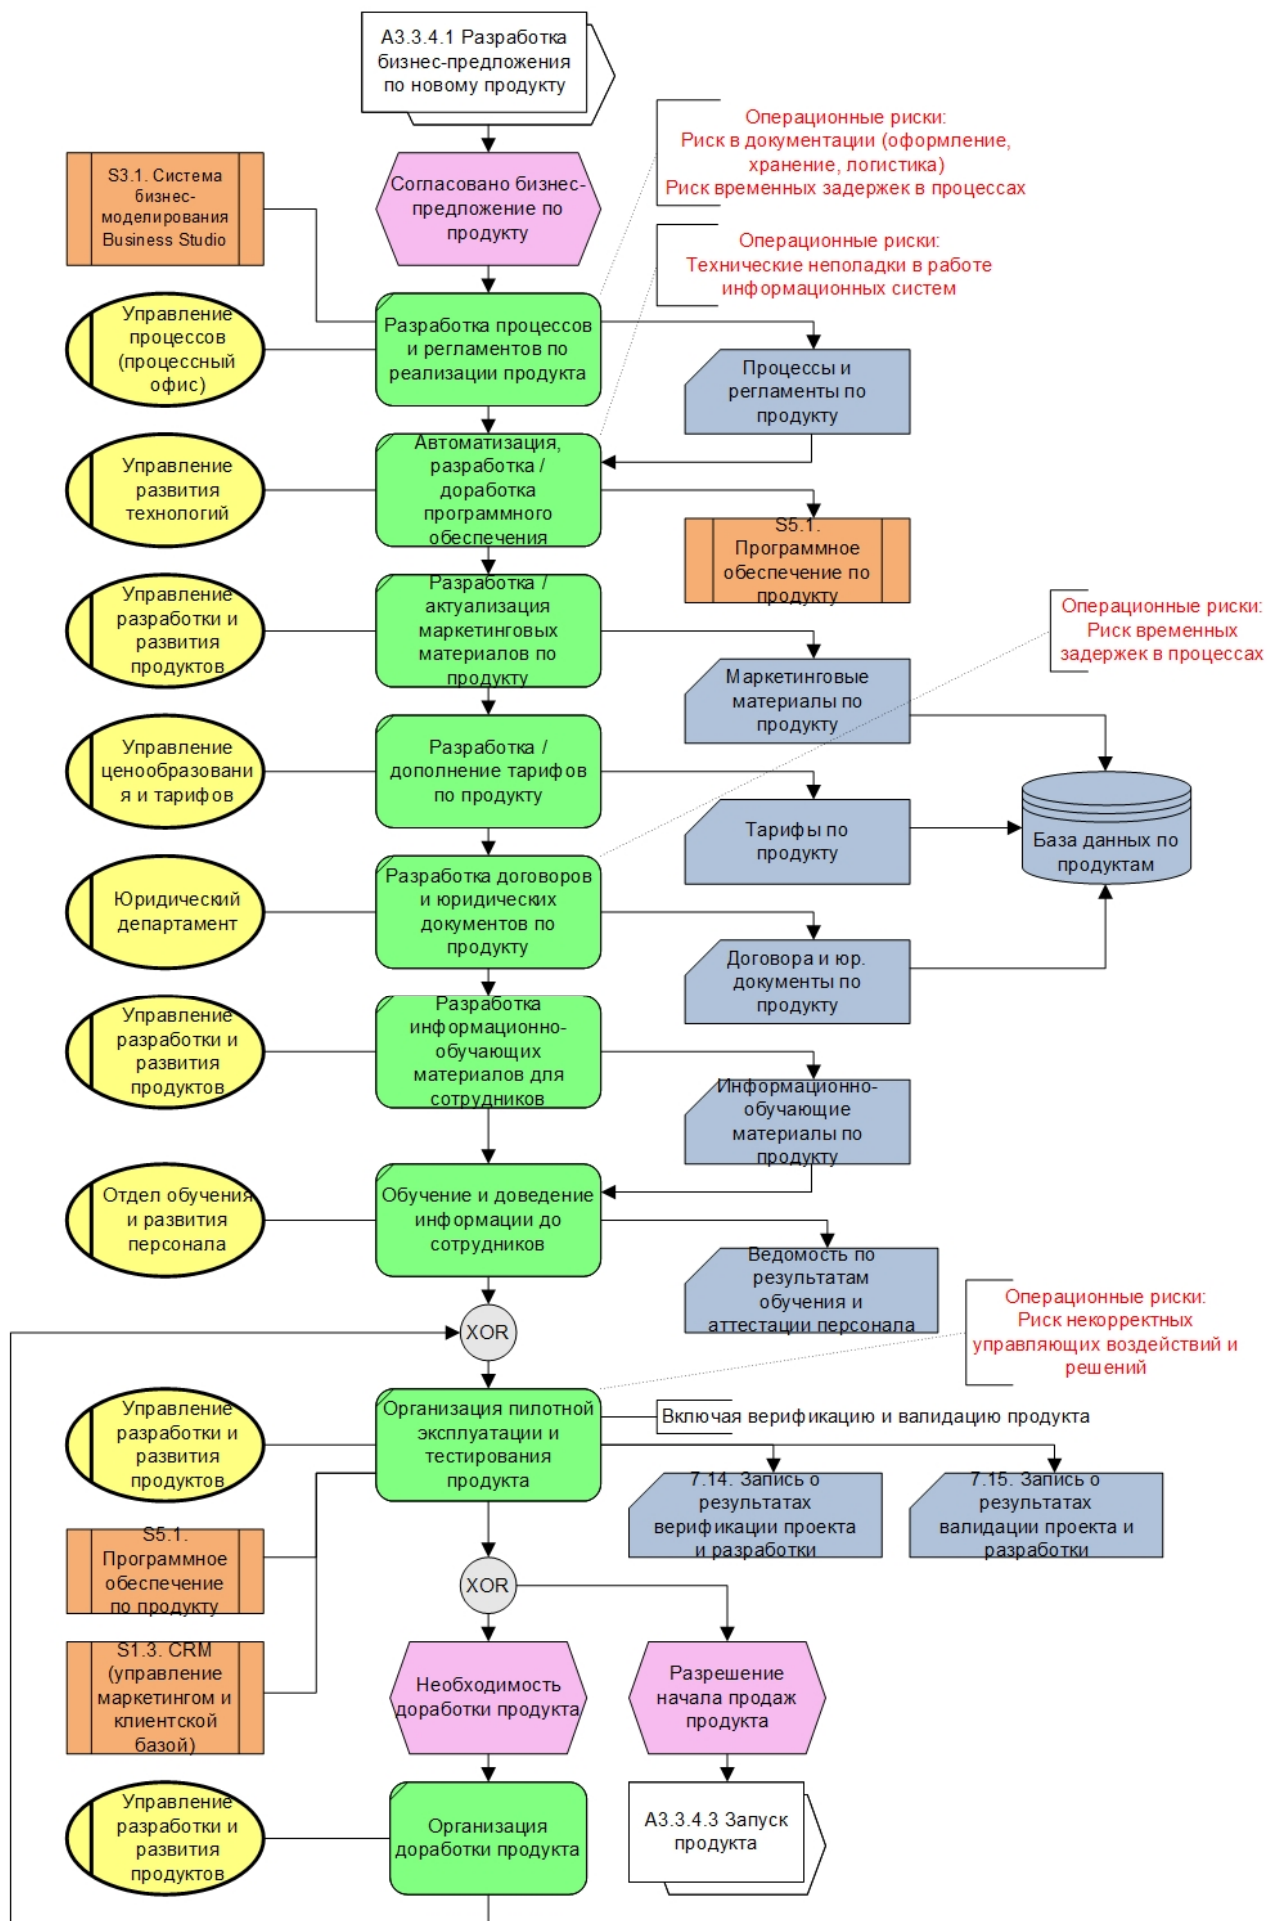 А3.3.4.1 Разработка
бизнес-предложения
по новому продукту
Операционные риски:
Риск в документации (оформление,
хранение, логистика)
Риск временных задержек в процессах
S3.1. Система
бизнес-
моделирования
Business Studio
Согласовано бизнес-
предложение по
продукту
Операционные риски:
Технические неполадки в работе
информационных систем
Управление
процессов
(процессный
офис)
Разработка процессов
и регламентов по
реализации продукта
Процессы и
регламенты по
продукту
Управление
развития
технологий
Автоматизация,
разработка /
доработка
программного
обеспечения
S5.1.
Программное
обеспечение по
продукту
Управление
разработки и
развития
продуктов
Разработка /
актуализация
маркетинговых
материалов по
продукту
Операционные риски:
Риск временных
задержек в процессах
Маркетинговые
материалы по
продукту
Управление
ценообразовани
я и тарифов
Разработка /
дополнение тарифов
по продукту
Тарифы по
продукту
База данных по
продуктам
Юридический
департамент
Разработка договоров
и юридических
документов по
продукту
Договора и юр.
документы по
продукту
Управление
разработки и
развития
продуктов
Разработка
информационно-
обучающих
материалов для
сотрудников
Информационно-
обучающие
материалы по
продукту
Отдел обучения
и развития
персонала
Обучение и доведение
информации до
сотрудников
Ведомость по
результатам
обучения и
аттестации персонала
Операционные риски:
Риск некорректных
управляющих воздействий и
решений
XOR
Управление
разработки и
развития
продуктов
Организация пилотной
эксплуатации и
тестирования
продукта
Включая верификацию и валидацию продукта
7.14. Запись о
результатах
верификации проекта
и разработки
7.15. Запись о
результатах
валидации проекта и
разработки
S5.1.
Программное
обеспечение
по продукту
XOR
S1.3. CRM
(управление
маркетингом и
клиентской
базой)
Необходимость
доработки продукта
Разрешение
начала продаж
продукта
Управление
разработки и
развития
продуктов
Организация
доработки продукта
А3.3.4.3 Запуск
продукта